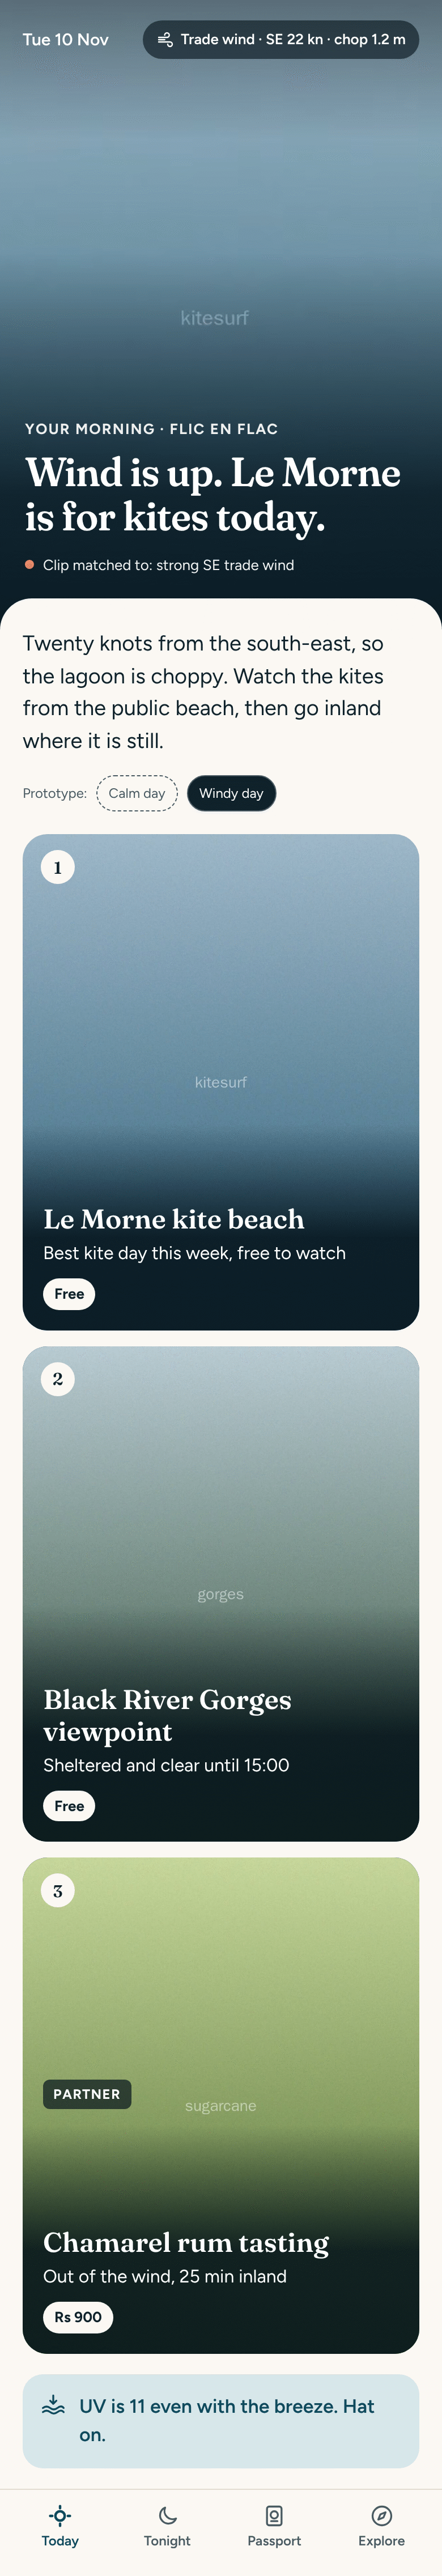 Tue 10 Nov
Trade wind · SE 22 kn · chop 1.2 m
kitesurf
YOUR MORNING · FLIC EN FLAC
Wind is up. Le Morne
is for kites today.
Clip matched to: strong SE trade wind
Twenty knots from the south-east, so
the lagoon is choppy. Watch the kites
from the public beach, then go inland
where it is still.
Prototype: Calm day Windy day
1
kitesurf
Le Morne kite beach
Best kite day this week, free to watch
Free
2
gorges
Black River Gorges
viewpoint
Sheltered and clear until 15:00
Free
3
PARTNER
sugarcane
Chamarel rum tasting
Out of the wind, 25 min inland
Rs 900
UV is 11 even with the breeze. Hat
on.
Today Tonight Passport Explore